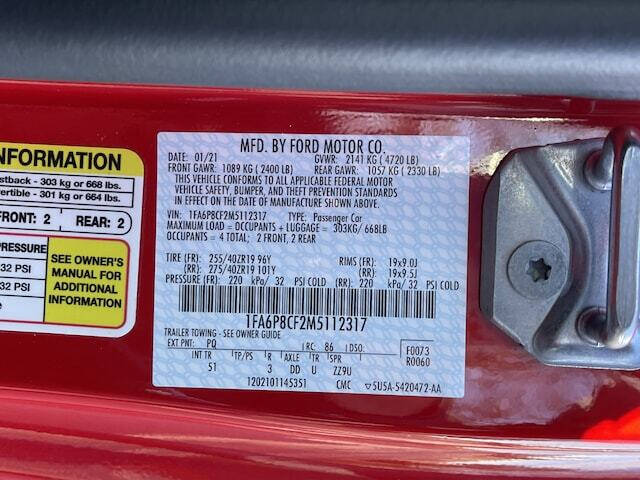 INFORMATION
stback - 303 kg or 668 lbs.
vertible - 301 kg or 664 lbs.
FRONT: 2 REAR: 2
PRESSURE
32 PSI
32 PSI
SEE OWNER'S
MANUAL FOR
ADDITIONAL
INFORMATION
MFD. BY FORD MOTOR CO.
DATE: 01/21 GVWR: 2141 KG ( 4720 LB)
FRONT GAWR: 1089 KG ( 2400 LB) REAR GAWR: 1057 KG ( 2330 LB)
THIS VEHICLE CONFORMS TO ALL APPLICABLE FEDERAL MOTOR
VEHICLE SAFETY, BUMPER, AND THEFT PREVENTION STANDARDS
IN EFFECT ON THE DATE OF MANUFACTURE SHOWN ABOVE.
VIN: 1FA6P8CF2M5112317 TYPE: Passenger Car
MAXIMUM LOAD = OCCUPANTS + LUGGAGE = 303KG/ 668LB
OCCUPANTS = 4 TOTAL; 2 FRONT, 2 REAR
TIRE (FR): 255/40ZR19 96Y RIMS (FR): 19x9.0J
(RR): 275/40ZR19 101Y (RR): 19x9.5J
PRESSURE (FR): 220 kPa/ 32 PSI COLD (RR): 220 kPa/ 32 PSI COLD
1FA6P8CF2M5112317
TRAILER TOWING - SEE OWNER GUIDE
EXT PNT: PQ RC: 86 DSO: F0073
R0060
INT TR TP/PS R AXLE TR SPR
51 3 DD U ZZ9U
1202101145351 CMC 5U5A-5420472-AA